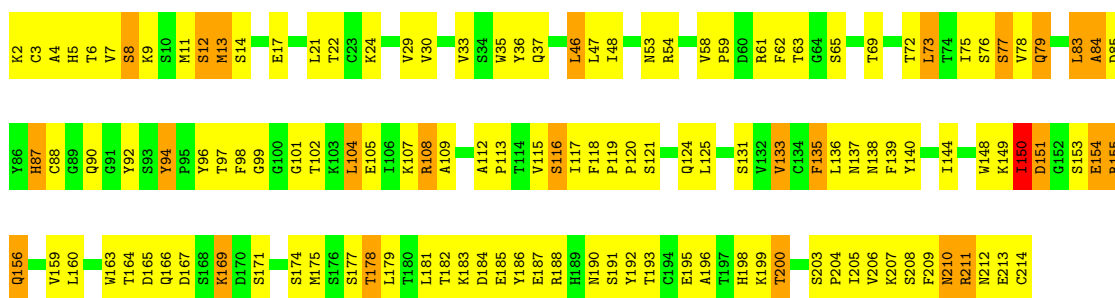 K2 C3 A4 H5 T6 V7 S8 K9 S10 M11 S12 M13 S14 E17 L21 T22 C23 K24 V29 V30 V33 S34 W35 Y36 Q37 L46 L47 I48 N53 R54 V58 P59 D60 R61 F62 T63 G64 S65 T69 T72 L73 T74 I75 S76 S77 V78 Q79 L83 A84 D85
Y86 H87 C88 G89 Q90 G91 Y92 S93 Y94 P95 Y96 T97 F98 G99 G100 G101 T102 K103 L104 E105 I106 K107 R108 A109 A112 P113 T114 V115 S116 I117 F118 P119 P120 S121 Q124 L125 S131 V132 V133 C134 F135 L136 N137 N138 F139 Y140 I144 W148 K149 I150 D151 G152 S153 E154 R155
Q156 V159 L160 W163 T164 D165 Q166 D167 S168 K169 D170 S171 S174 M175 S176 S177 T178 L179 T180 L181 T182 K183 D184 E185 Y186 E187 R188 H189 N190 S191 Y192 T193 C194 E195 A196 T197 H198 K199 T200 S203 P204 I205 V206 K207 S208 F209 N210 R211 N212 E213 C214